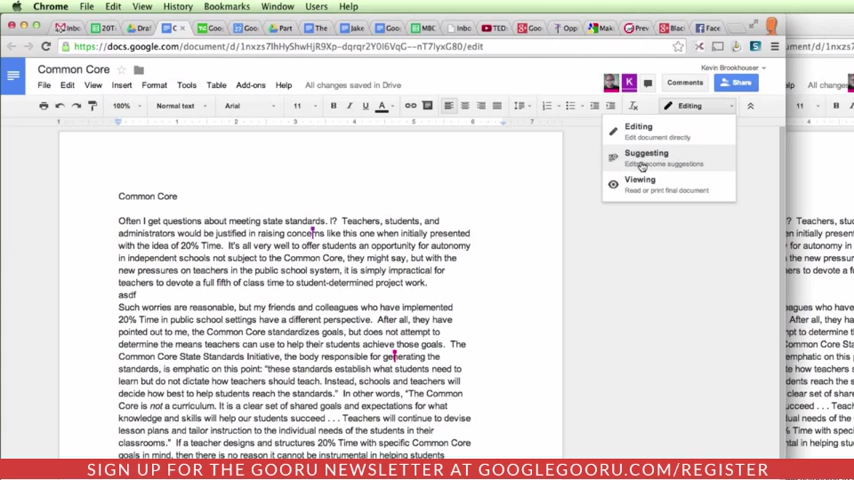 Chrome File Edit View History Bookmarks Window Users Help
https://docs.google.com/document/d/1nxzs7lHyShwHjR9Xp-dqrqr2Y0I6VqG--nT7lyxG80/edit
Common Core
Kevin Brookhouser
File Edit View Insert Format Tools Table Add-ons Help All changes saved in Drive
K Comments Share
100% Normal text Arial 11 B I U A Editing
Editing
Edit document directly
Suggesting
Edits become suggestions
Viewing
Read or print final document
Common Core
Often I get questions about meeting state standards. I? Teachers, students, and
administrators would be justified in raising concerns like this one when initially presented
with the idea of 20% Time. It's all very well to offer students an opportunity for autonomy
in independent schools not subject to the Common Core, they might say, but with the
new pressures on teachers in the public school system, it is simply impractical for
teachers to devote a full fifth of class time to student-determined project work.
asdf
Such worries are reasonable, but my friends and colleagues who have implemented
20% Time in public school settings have a different perspective. After all, they have
pointed out to me, the Common Core standardizes goals, but does not attempt to
determine the means teachers can use to help their students achieve those goals. The
Common Core State Standards Initiative, the body responsible for generating the
standards, is emphatic on this point: "these standards establish what students need to
learn but do not dictate how teachers should teach. Instead, schools and teachers will
decide how best to help students reach the standards." In other words, "The Common
Core is not a curriculum. It is a clear set of shared goals and expectations for what
knowledge and skills will help our students succeed . . . Teachers will continue to devise
lesson plans and tailor instruction to the individual needs of the students in their
classrooms." If a teacher designs and structures 20% Time with specific Common Core
goals in mind, then there is no reason it cannot be instrumental in helping students
SIGN UP FOR THE GOORU NEWSLETTER AT GOOGLEGOORU.COM/REGISTER